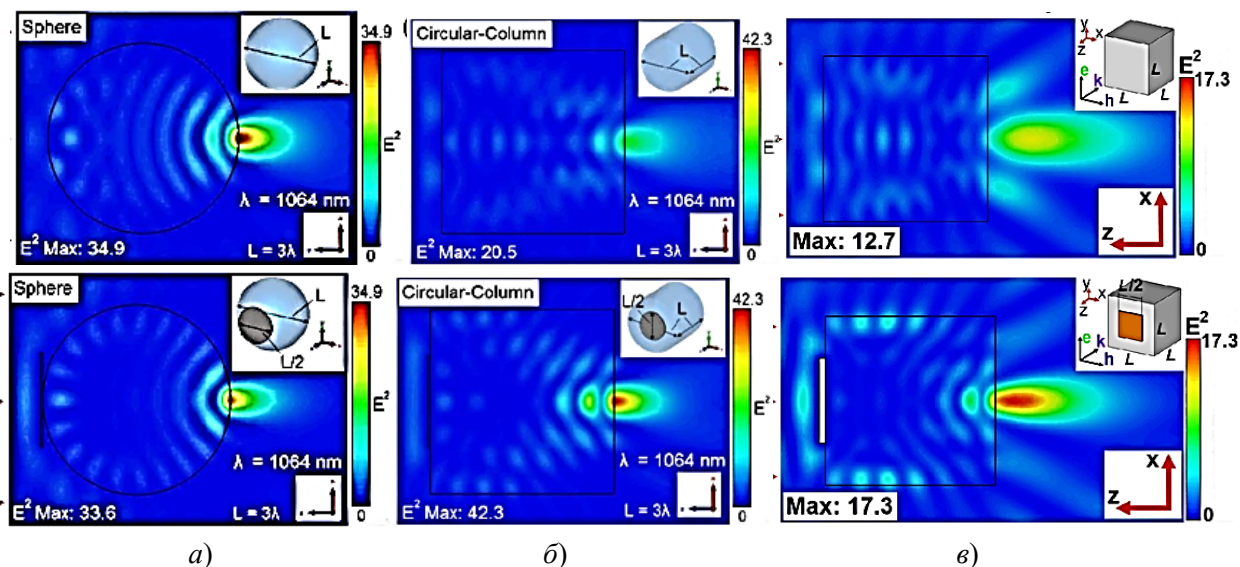 Sphere
L
34.9
E²
0
λ = 1064 nm
E² Max: 34.9
L = 3λ
Circular-Column
L
42.3
E²
0
λ = 1064 nm
E² Max: 20.5
L = 3λ
y
x
z
e
k
h
L
L
L
E²
17.3
0
X
Z
Max: 12.7
Sphere
L
L/2
34.9
E²
0
λ = 1064 nm
E² Max: 33.6
L = 3λ
Circular-Column
L/2
L
42.3
E²
0
λ = 1064 nm
E² Max: 42.3
L = 3λ
y
x
z
L/2
e
k
h
L
L
L
E²
17.3
0
X
Z
Max: 17.3
а)
б)
в)